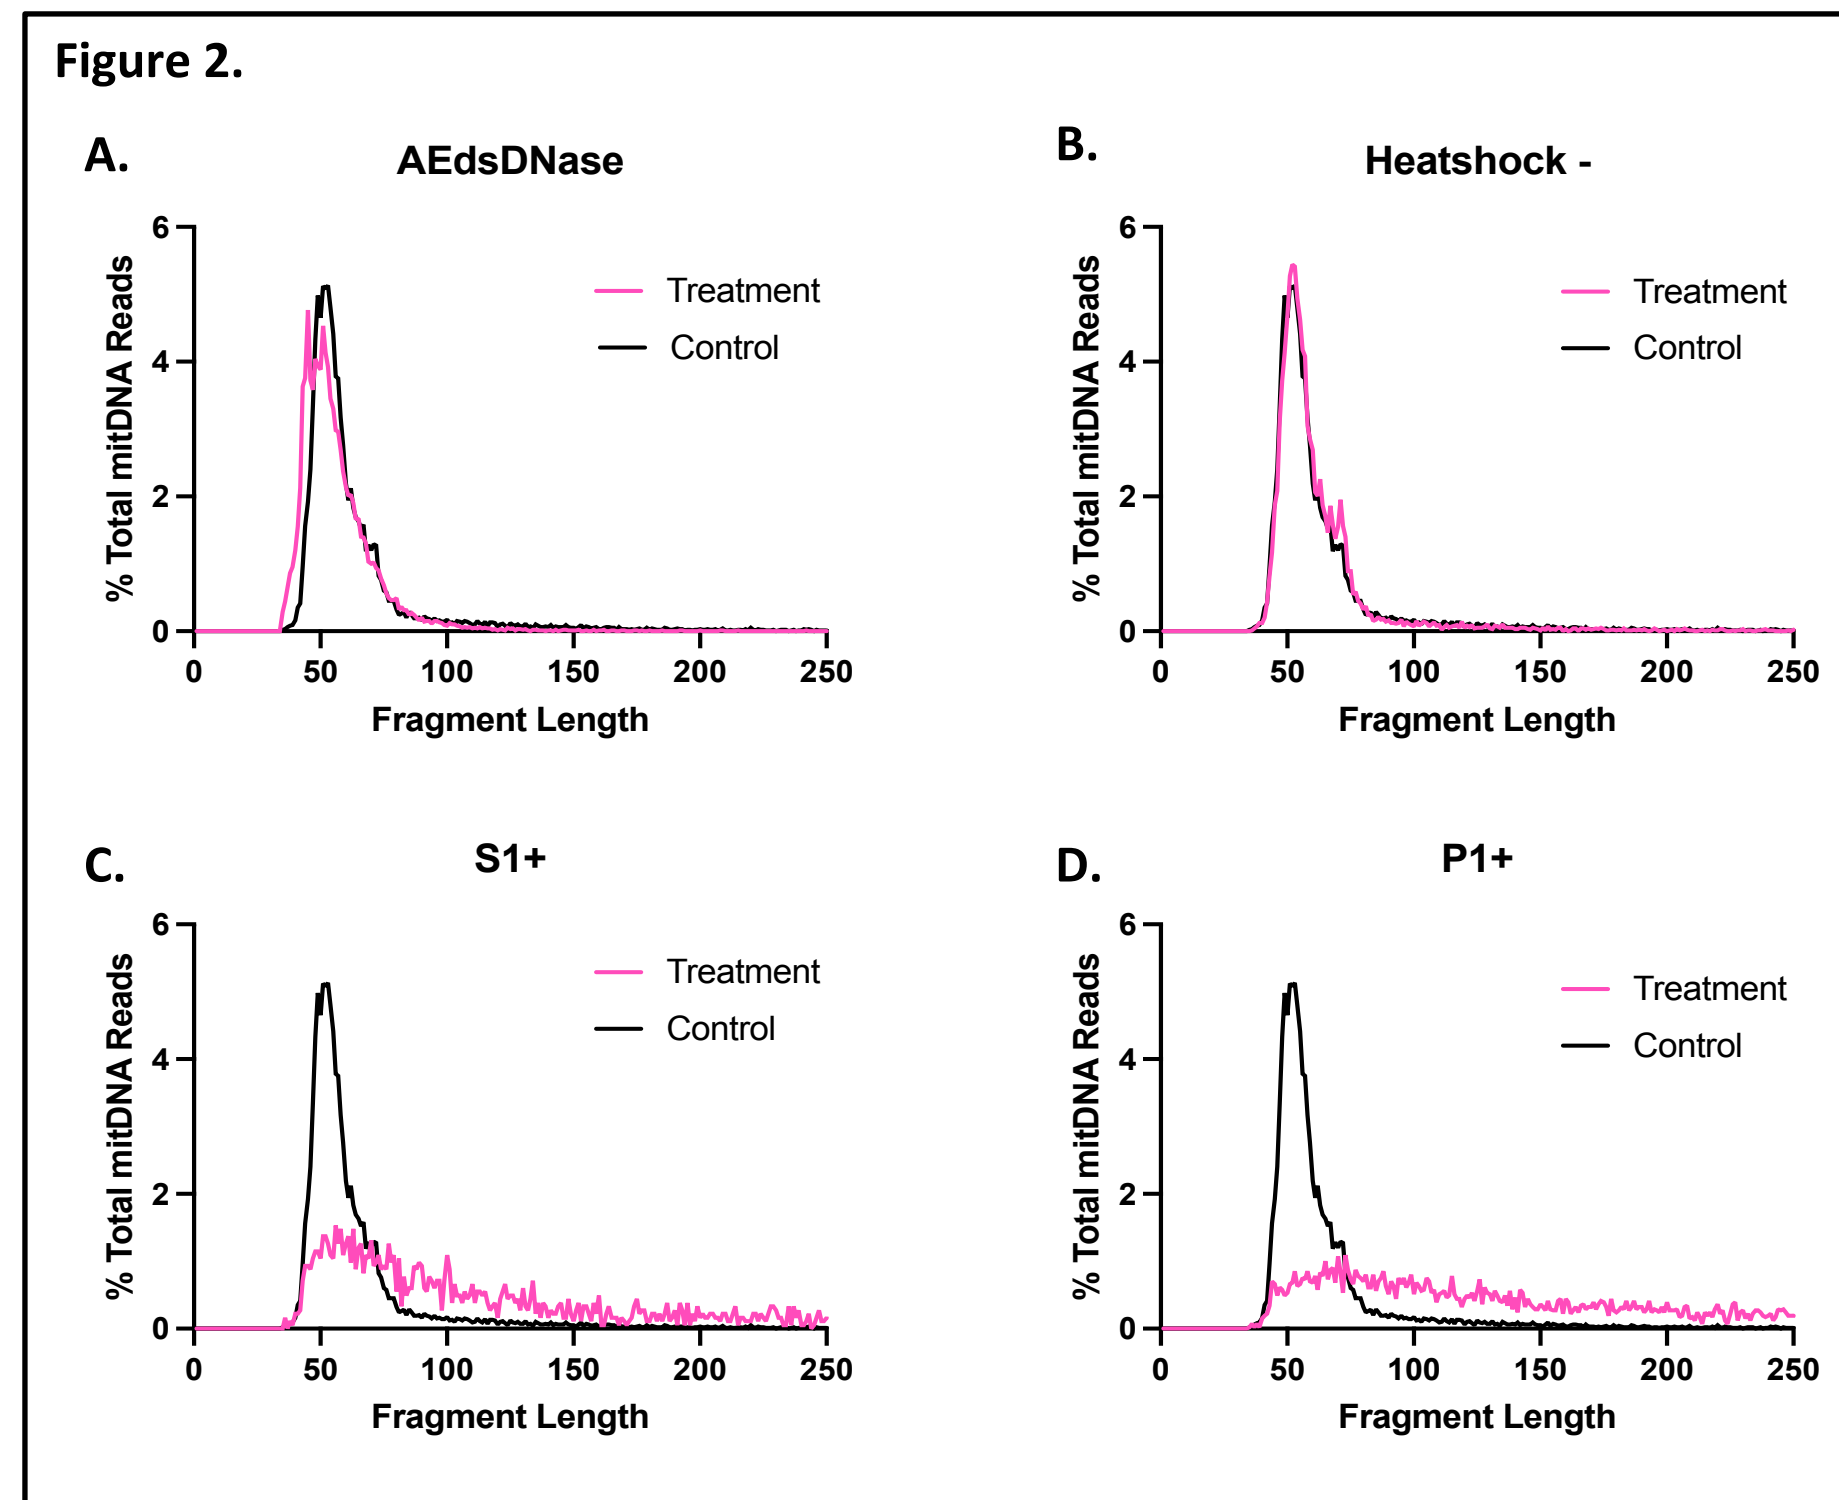 Figure 2.
A.
AEdsDNase
% Total mitDNA Reads
6
4
2
0
Treatment
Control
0 50 100 150 200 250
Fragment Length
B.
Heatshock -
% Total mitDNA Reads
6
4
2
0
Treatment
Control
0 50 100 150 200 250
Fragment Length
C.
S1+
% Total mitDNA Reads
6
4
2
0
Treatment
Control
0 50 100 150 200 250
Fragment Length
D.
P1+
% Total mitDNA Reads
6
4
2
0
Treatment
Control
0 50 100 150 200 250
Fragment Length